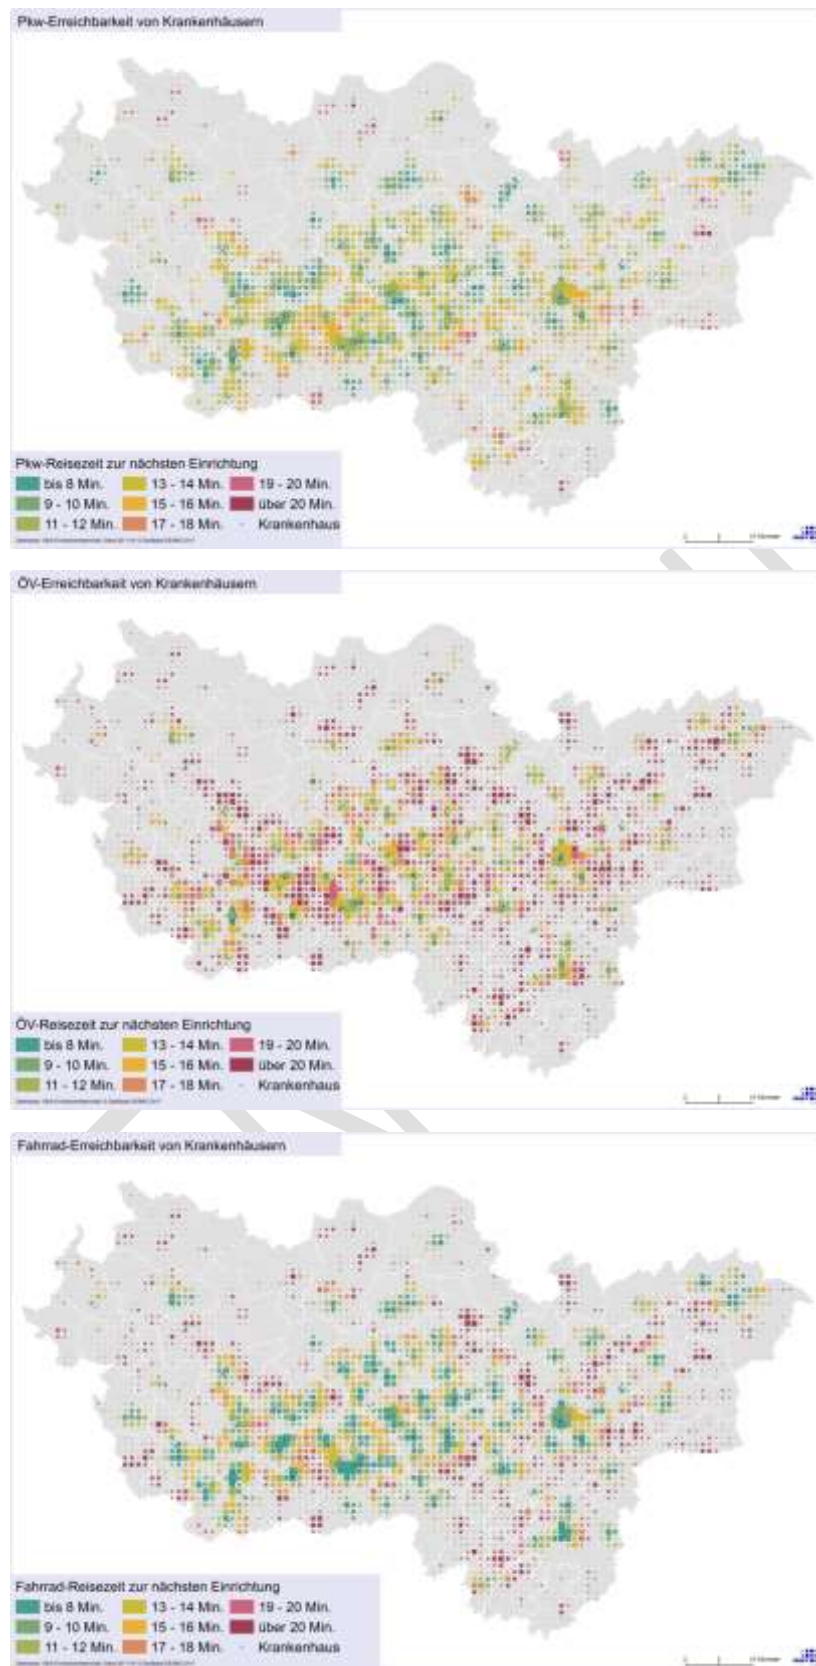 Pkw-Erreichbarkeit von Krankenhäusern
Pkw-Reisezeit zur nächsten Einrichtung
bis 8 Min. 13 - 14 Min. 19 - 20 Min.
9 - 10 Min. 15 - 16 Min. über 20 Min.
11 - 12 Min. 17 - 18 Min. Krankenhaus
ÖV-Erreichbarkeit von Krankenhäusern
ÖV-Reisezeit zur nächsten Einrichtung
bis 8 Min. 13 - 14 Min. 19 - 20 Min.
9 - 10 Min. 15 - 16 Min. über 20 Min.
11 - 12 Min. 17 - 18 Min. Krankenhaus
Fahrrad-Erreichbarkeit von Krankenhäusern
Fahrrad-Reisezeit zur nächsten Einrichtung
bis 8 Min. 13 - 14 Min. 19 - 20 Min.
9 - 10 Min. 15 - 16 Min. über 20 Min.
11 - 12 Min. 17 - 18 Min. Krankenhaus